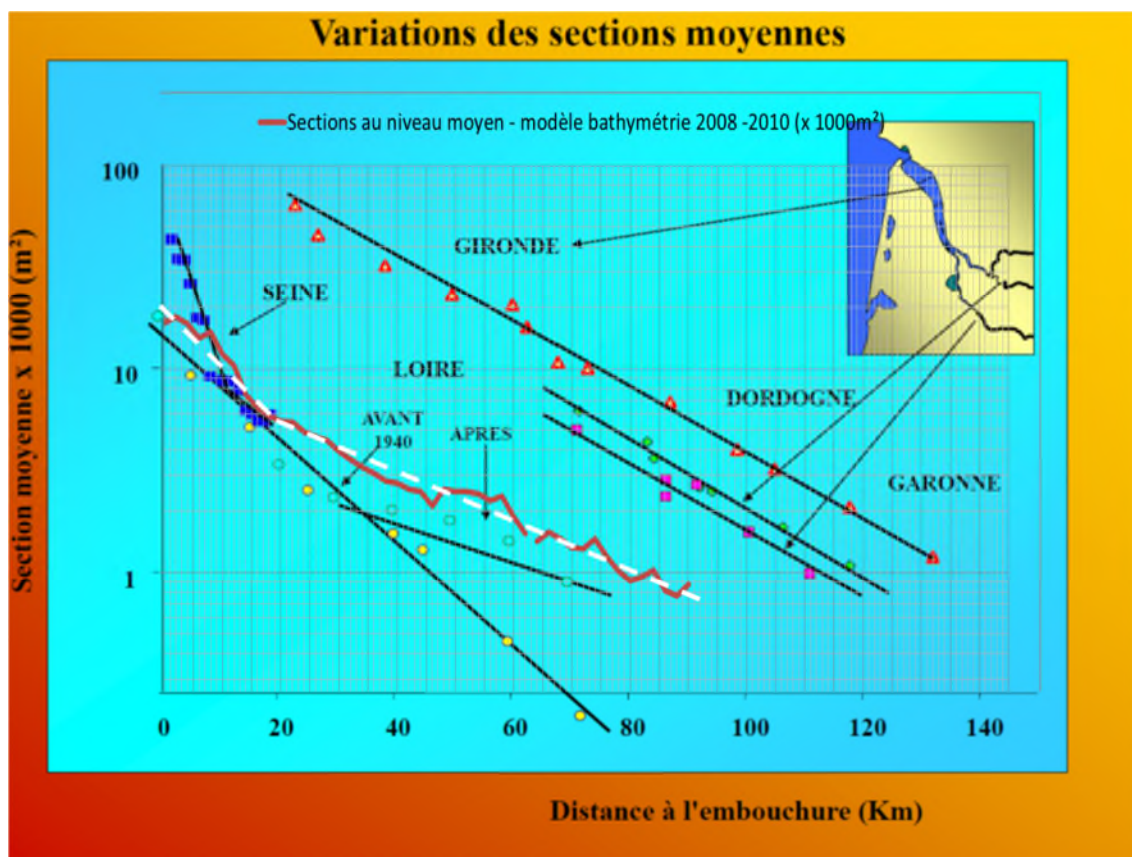 Variations des sections moyennes
Sections au niveau moyen - modèle bathymétrie 2008 -2010 (x 1000m²)
100
GIRONDE
SEINE
10
LOIRE
DORDOGNE
AVANT
1940
APRES
GARONNE
1
Section moyenne x 1000 (m²)
0 20 40 60 80 100 120 140
Distance à l'embouchure (Km)